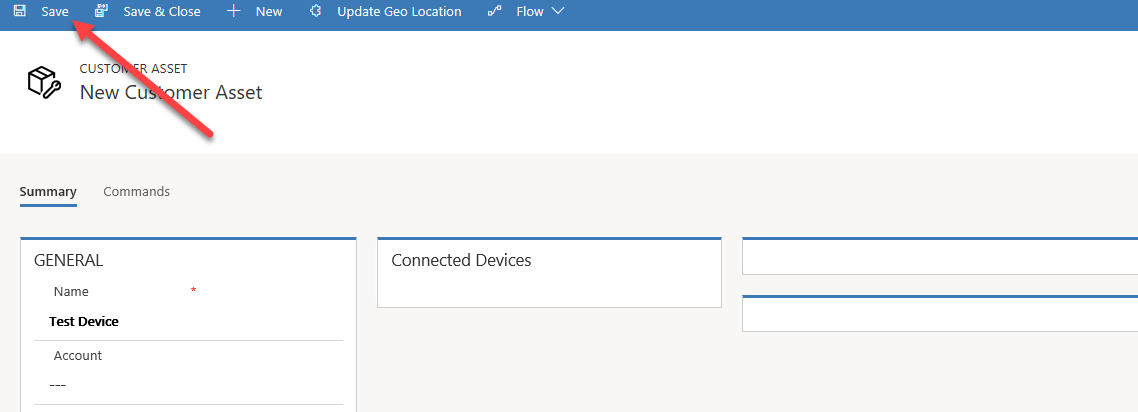 Save Save & Close New Update Geo Location Flow
CUSTOMER ASSET
New Customer Asset
Summary Commands
GENERAL
Name *
Test Device
Account
---
Connected Devices